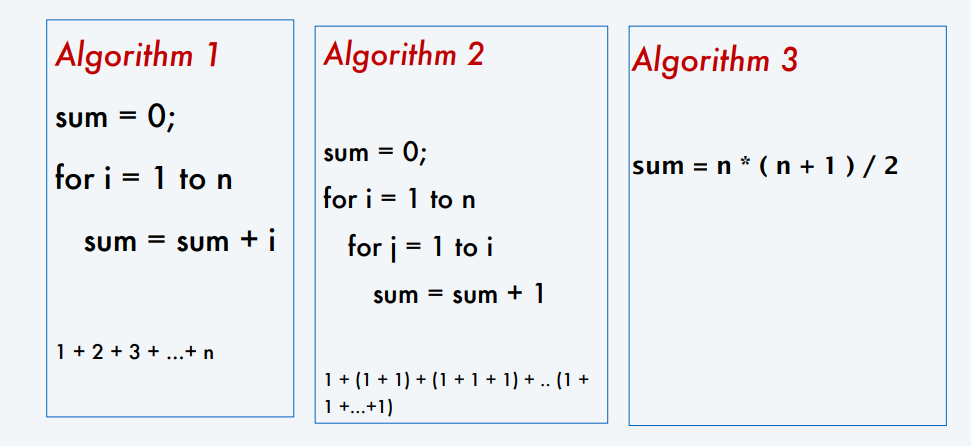 Algorithm 1
sum = 0;
for i = 1 to n
sum = sum + i
1 + 2 + 3 + ...+ n
Algorithm 2
sum = 0;
for i = 1 to n
for j = 1 to i
sum = sum + 1
1 + (1 + 1) + (1 + 1 + 1) + .. (1 +
1 +...+1)
Algorithm 3
sum = n * ( n + 1 ) / 2